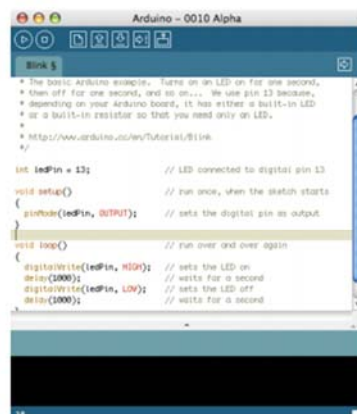 Arduino – 0010 Alpha
Blink §
* The basic Arduino example. Turns on an LED on for one second,
* then off for one second, and so on... We use pin 13 because,
* depending on your Arduino board, it has either a built-in LED
* or a built-in resistor so that you need only an LED.
*
* http://www.arduino.cc/en/Tutorial/Blink
*/
int ledPin = 13; // LED connected to digital pin 13
void setup() // run once, when the sketch starts
{
pinMode(ledPin, OUTPUT); // sets the digital pin as output
}
void loop() // run over and over again
{
digitalWrite(ledPin, HIGH); // sets the LED on
delay(1000); // waits for a second
digitalWrite(ledPin, LOW); // sets the LED off
delay(1000); // waits for a second